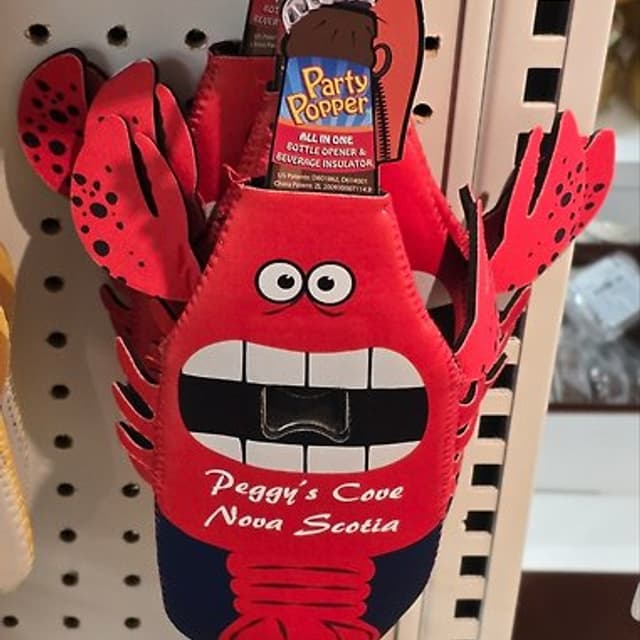 Party
Popper
ALL IN ONE
BOTTLE OPENER &
BEVERAGE INSULATOR
Peggy's Cove
Nova Scotia